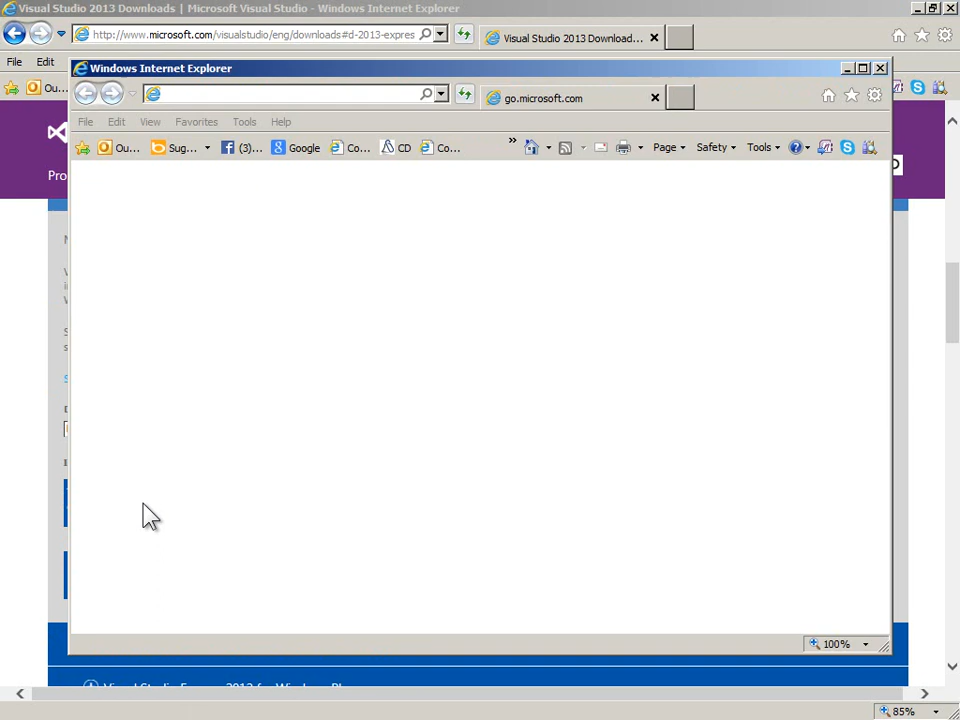 Visual Studio 2013 Downloads | Microsoft Visual Studio - Windows Internet Explorer
http://www.microsoft.com/visualstudio/eng/downloads#d-2013-expres
Visual Studio 2013 Download...
File Edit
Ou...
Windows Internet Explorer
go.microsoft.com
File Edit View Favorites Tools Help
Ou... Sug... f (3)... Google Co... CD Co... » Page Safety Tools
Pro
100%
85%